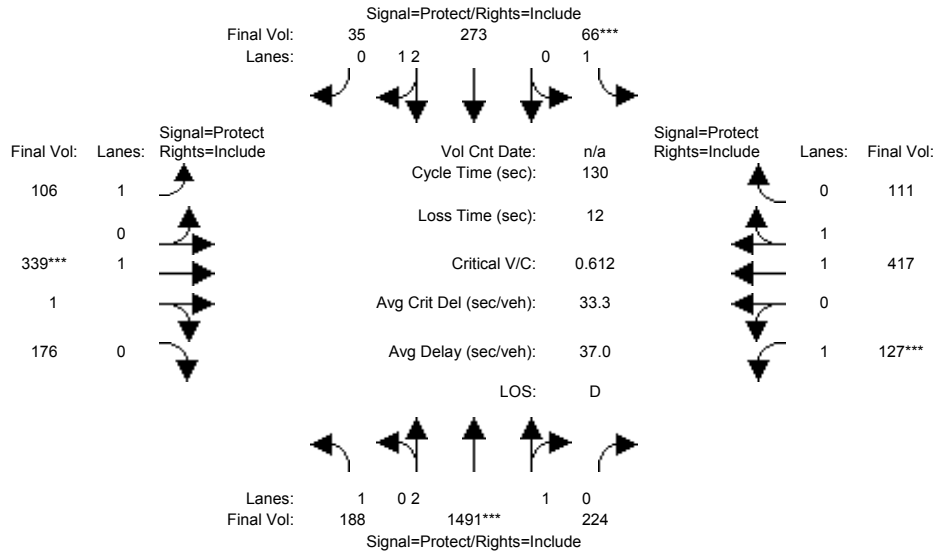 Signal=Protect/Rights=Include
Final Vol: 35 273 66***
Lanes: 0 1 2 0 1
Signal=Protect Signal=Protect
Final Vol: Lanes: Rights=Include Vol Cnt Date: n/a Rights=Include Lanes: Final Vol:
Cycle Time (sec): 130
106 1 0 111
Loss Time (sec): 12
0 1
339*** 1 Critical V/C: 0.612 1 417
1 0 Avg Crit Del (sec/veh): 33.3 0
176 0 Avg Delay (sec/veh): 37.0 1 127***
LOS: D
Lanes: 1 0 2 1 0
Final Vol: 188 1491*** 224
Signal=Protect/Rights=Include